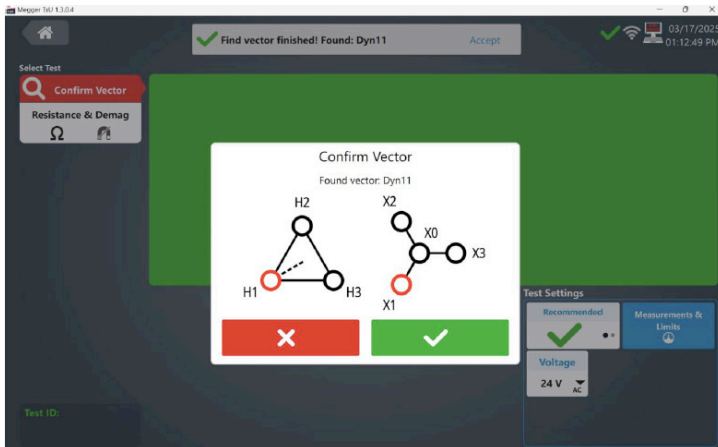 Megger TxU 1.3.0.4
Find vector finished! Found: Dyn11
Accept
03/17/2025
01:12:49 PM
Select Test
Confirm Vector
Resistance & Demag
Ω
Confirm Vector
Found vector: Dyn11
H2
X2
X0
X3
H1
H3
X1
Test Settings
Recommended
Measurements &
Limits
Voltage
24 V
AC
Test ID: